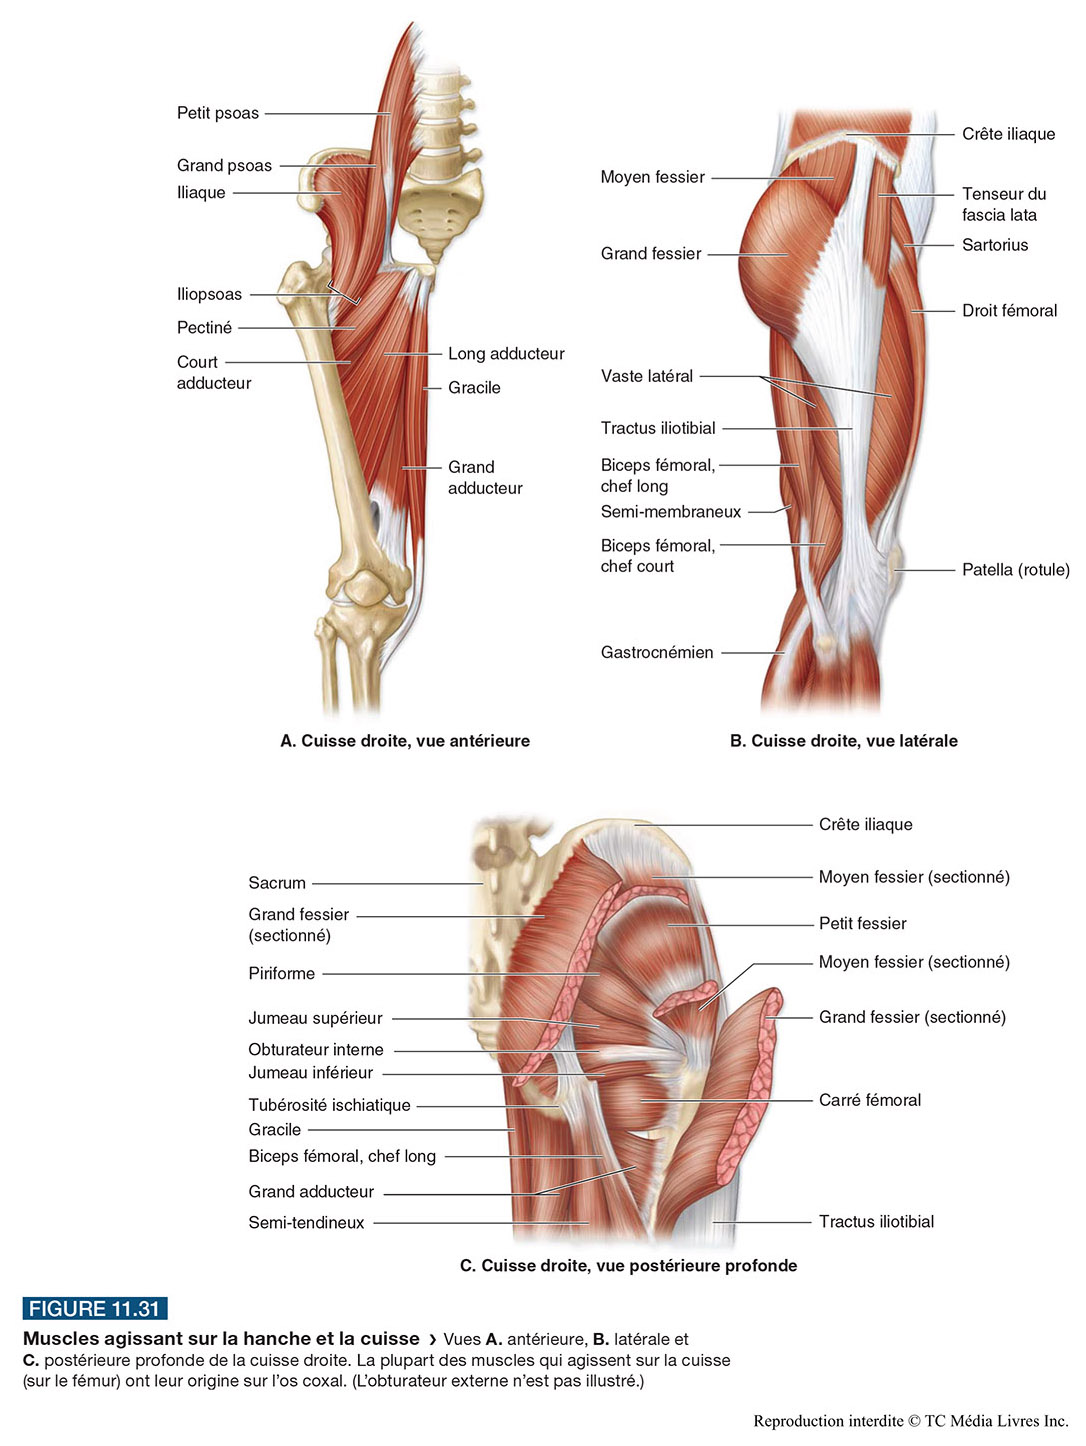 Petit psoas
Grand psoas
Iliaque
Iliopsoas
Pectiné
Court
adducteur
Long adducteur
Gracile
Grand
adducteur
A. Cuisse droite, vue antérieure
Crête iliaque
Moyen fessier
Tenseur du
fascia lata
Grand fessier
Sartorius
Droit fémoral
Vaste latéral
Tractus iliotibial
Biceps fémoral,
chef long
Semi-membraneux
Biceps fémoral,
chef court
Patella (rotule)
Gastrocnémien
B. Cuisse droite, vue latérale
Sacrum
Grand fessier
(sectionné)
Piriforme
Jumeau supérieur
Obturateur interne
Jumeau inférieur
Tubérosité ischiatique
Gracile
Biceps fémoral, chef long
Grand adducteur
Semi-tendineux
Crête iliaque
Moyen fessier (sectionné)
Petit fessier
Moyen fessier (sectionné)
Grand fessier (sectionné)
Carré fémoral
Tractus iliotibial
C. Cuisse droite, vue postérieure profonde
FIGURE 11.31
Muscles agissant sur la hanche et la cuisse › Vues A. antérieure, B. latérale et
C. postérieure profonde de la cuisse droite. La plupart des muscles qui agissent sur la cuisse
(sur le fémur) ont leur origine sur l'os coxal. (L'obturateur externe n'est pas illustré.)
Reproduction interdite © TC Média Livres Inc.